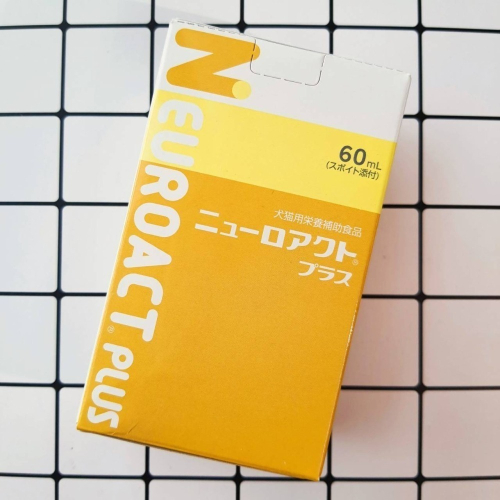 NEUROACT® PLUS
60mL
(スポイト添付)
犬猫用栄養補助食品
ニューロアクト®
プラス